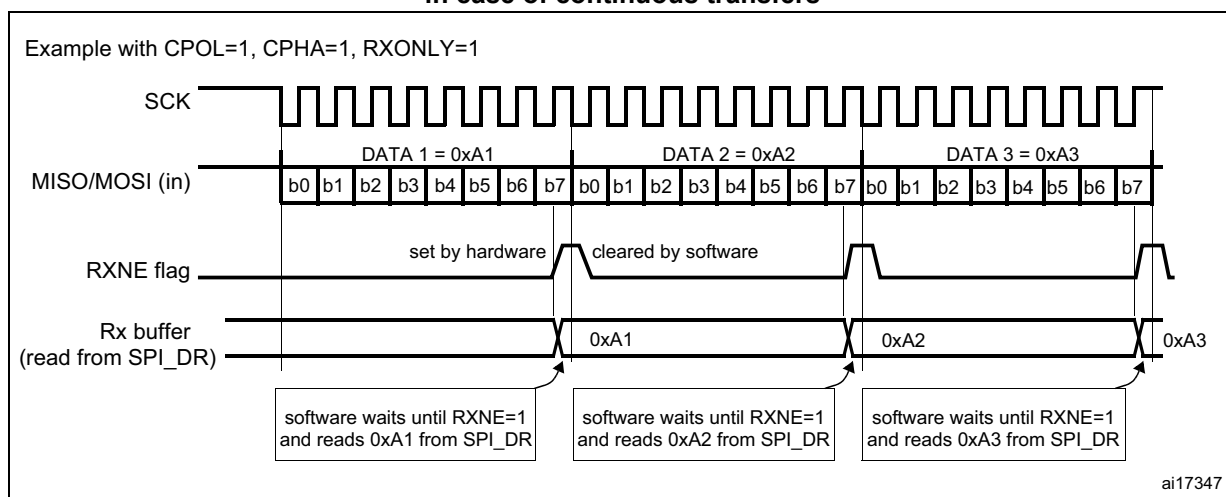 in case of continuous transfers
Example with CPOL=1, CPHA=1, RXONLY=1
SCK
DATA 1 = 0xA1 DATA 2 = 0xA2 DATA 3 = 0xA3
MISO/MOSI (in)
b0 b1 b2 b3 b4 b5 b6 b7 b0 b1 b2 b3 b4 b5 b6 b7 b0 b1 b2 b3 b4 b5 b6 b7
set by hardware cleared by software
RXNE flag
Rx buffer
(read from SPI_DR)
0xA1 0xA2 0xA3
software waits until RXNE=1
and reads 0xA1 from SPI_DR
software waits until RXNE=1
and reads 0xA2 from SPI_DR
software waits until RXNE=1
and reads 0xA3 from SPI_DR
ai17347